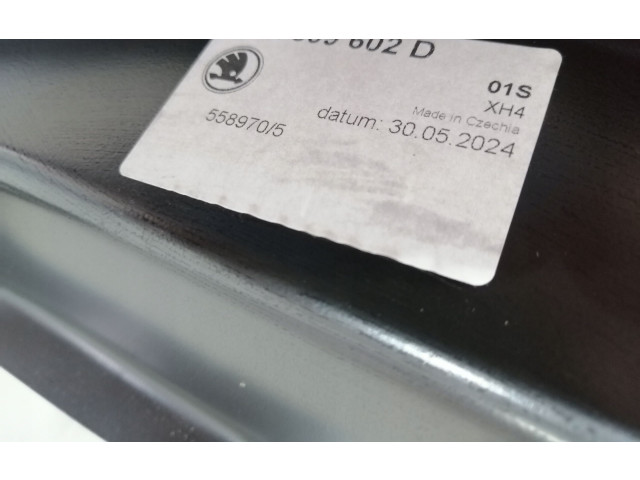 602 D
01S
XH4
Made in Czechia
558970/5
datum: 30.05.2024